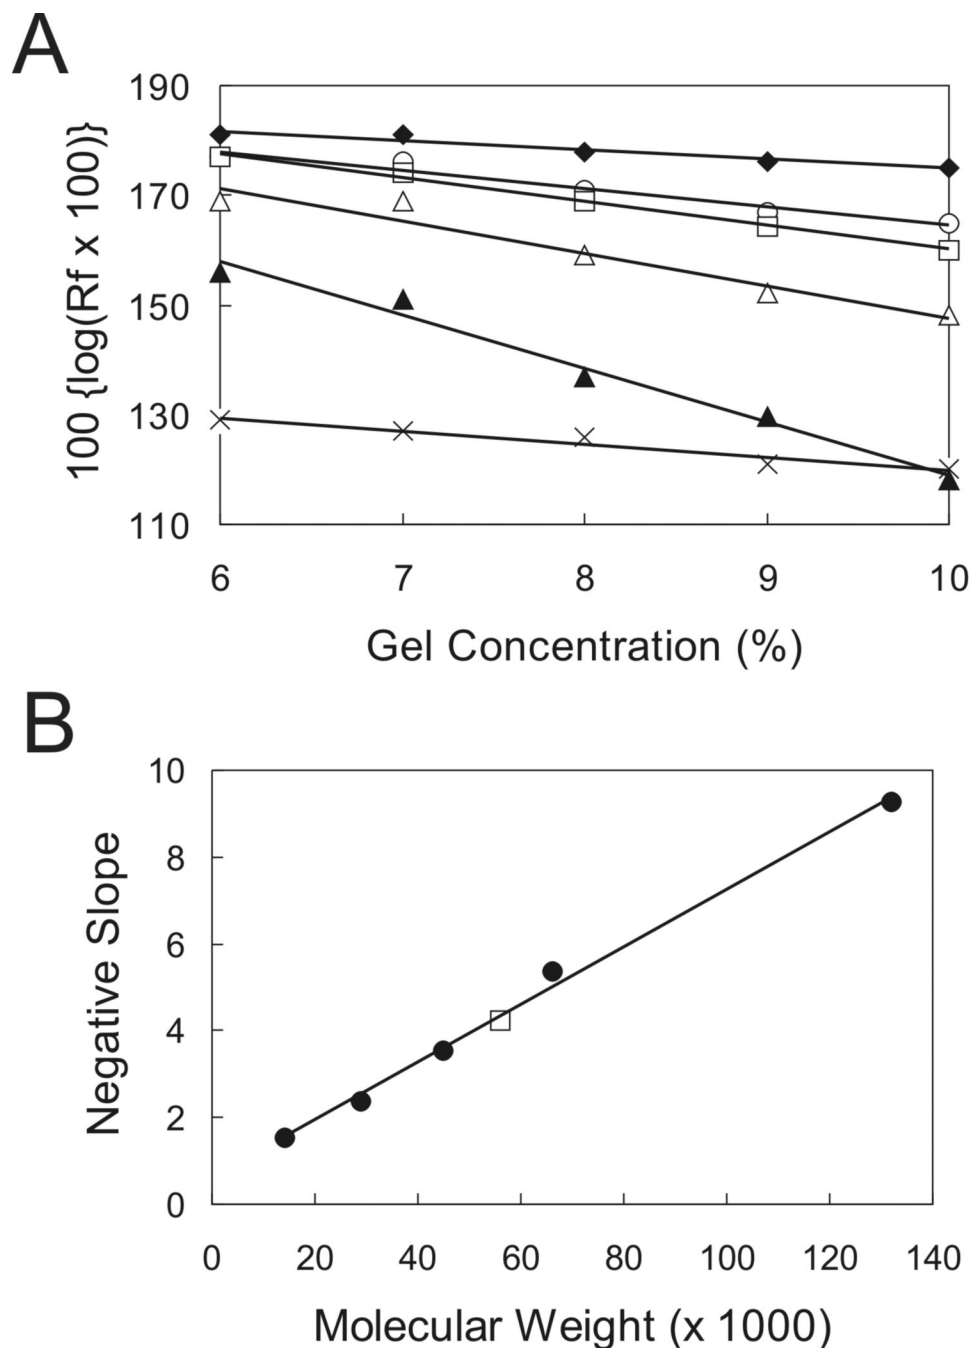 A
190
170
150
130
110
100 {log(Rf x 100)}
6 7 8 9 10
Gel Concentration (%)
B
10
8
6
4
2
0
Negative Slope
0 20 40 60 80 100 120 140
Molecular Weight (x 1000)